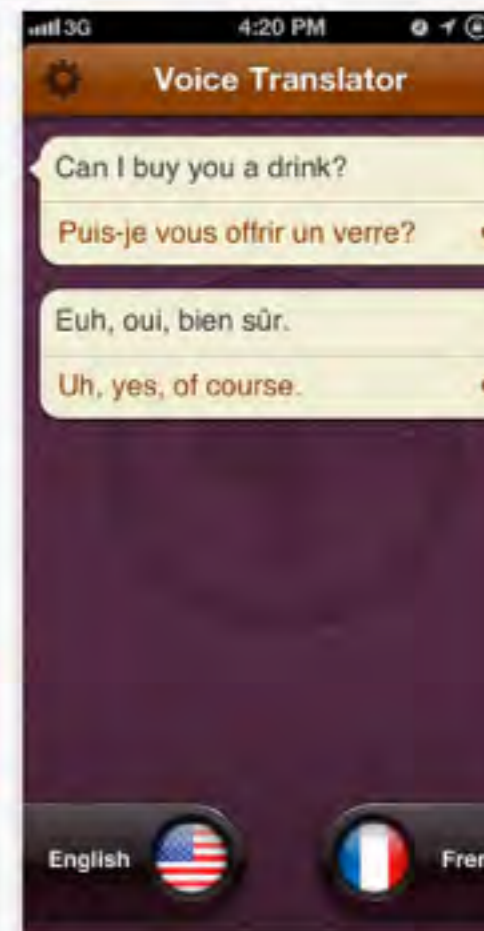 3G 4:20 PM
Voice Translator
Can I buy you a drink?
Puis-je vous offrir un verre?
Euh, oui, bien sûr.
Uh, yes, of course.
English